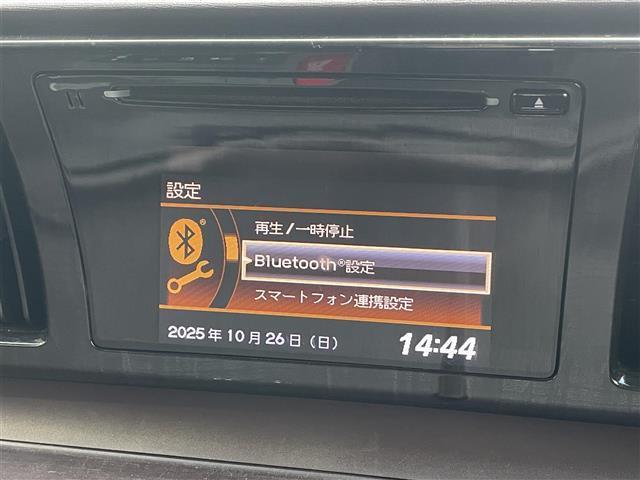 設定
再生/一時停止
Bluetooth®設定
スマートフォン連携設定
2025年10月26日(日)
14:44